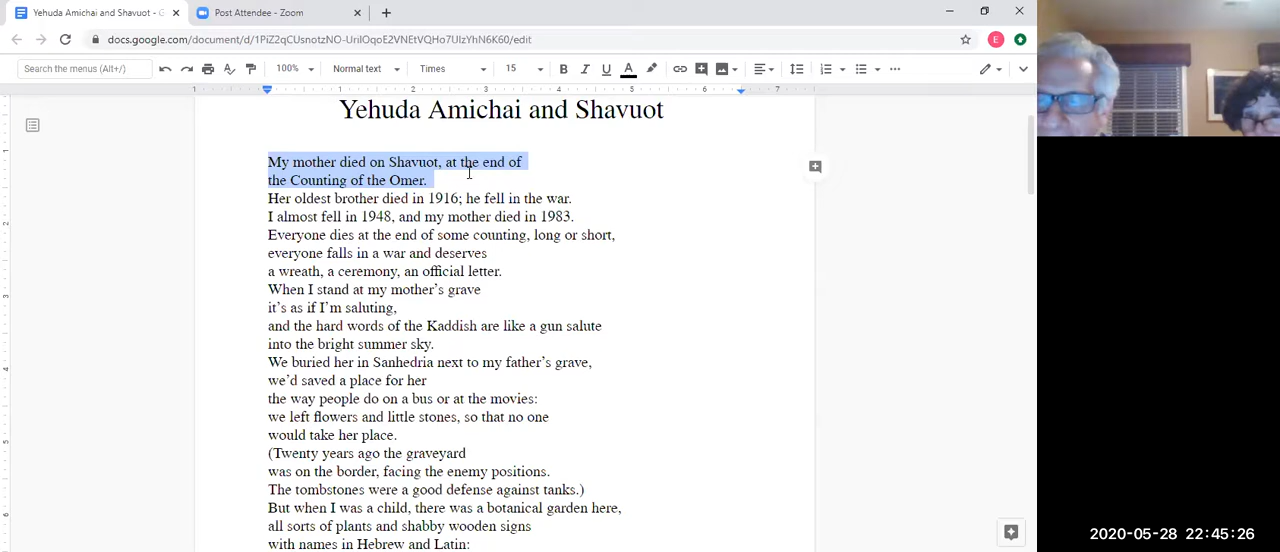 Yehuda Amichai and Shavuot - G
Post Attendee - Zoom
docs.google.com/document/d/1PiZ2qCUsnotzNO-UriIOqoE2VNEtVQHo7UIzYhN6K60/edit
E
Search the menus (Alt+/)
100%
Normal text
Times
15
B I U A
1 1 2 3 4 5 6 7
Yehuda Amichai and Shavuot
My mother died on Shavuot, at the end of
the Counting of the Omer.
Her oldest brother died in 1916; he fell in the war.
I almost fell in 1948, and my mother died in 1983.
Everyone dies at the end of some counting, long or short,
everyone falls in a war and deserves
a wreath, a ceremony, an official letter.
When I stand at my mother’s grave
it’s as if I’m saluting,
and the hard words of the Kaddish are like a gun salute
into the bright summer sky.
We buried her in Sanhedria next to my father’s grave,
we’d saved a place for her
the way people do on a bus or at the movies:
we left flowers and little stones, so that no one
would take her place.
(Twenty years ago the graveyard
was on the border, facing the enemy positions.
The tombstones were a good defense against tanks.)
But when I was a child, there was a botanical garden here,
all sorts of plants and shabby wooden signs
with names in Hebrew and Latin:
2020-05-28 22:45:26